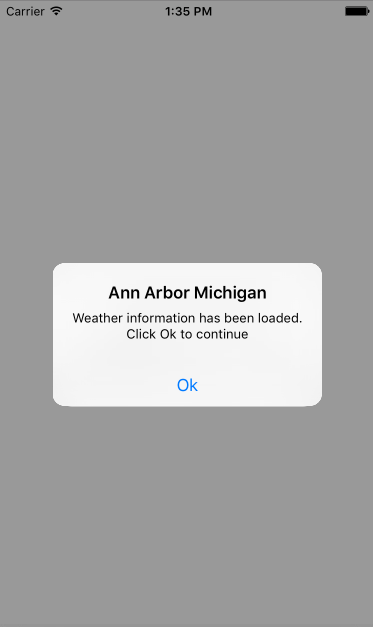 Carrier 1:35 PM
Ann Arbor Michigan
Weather information has been loaded.
Click Ok to continue
Ok